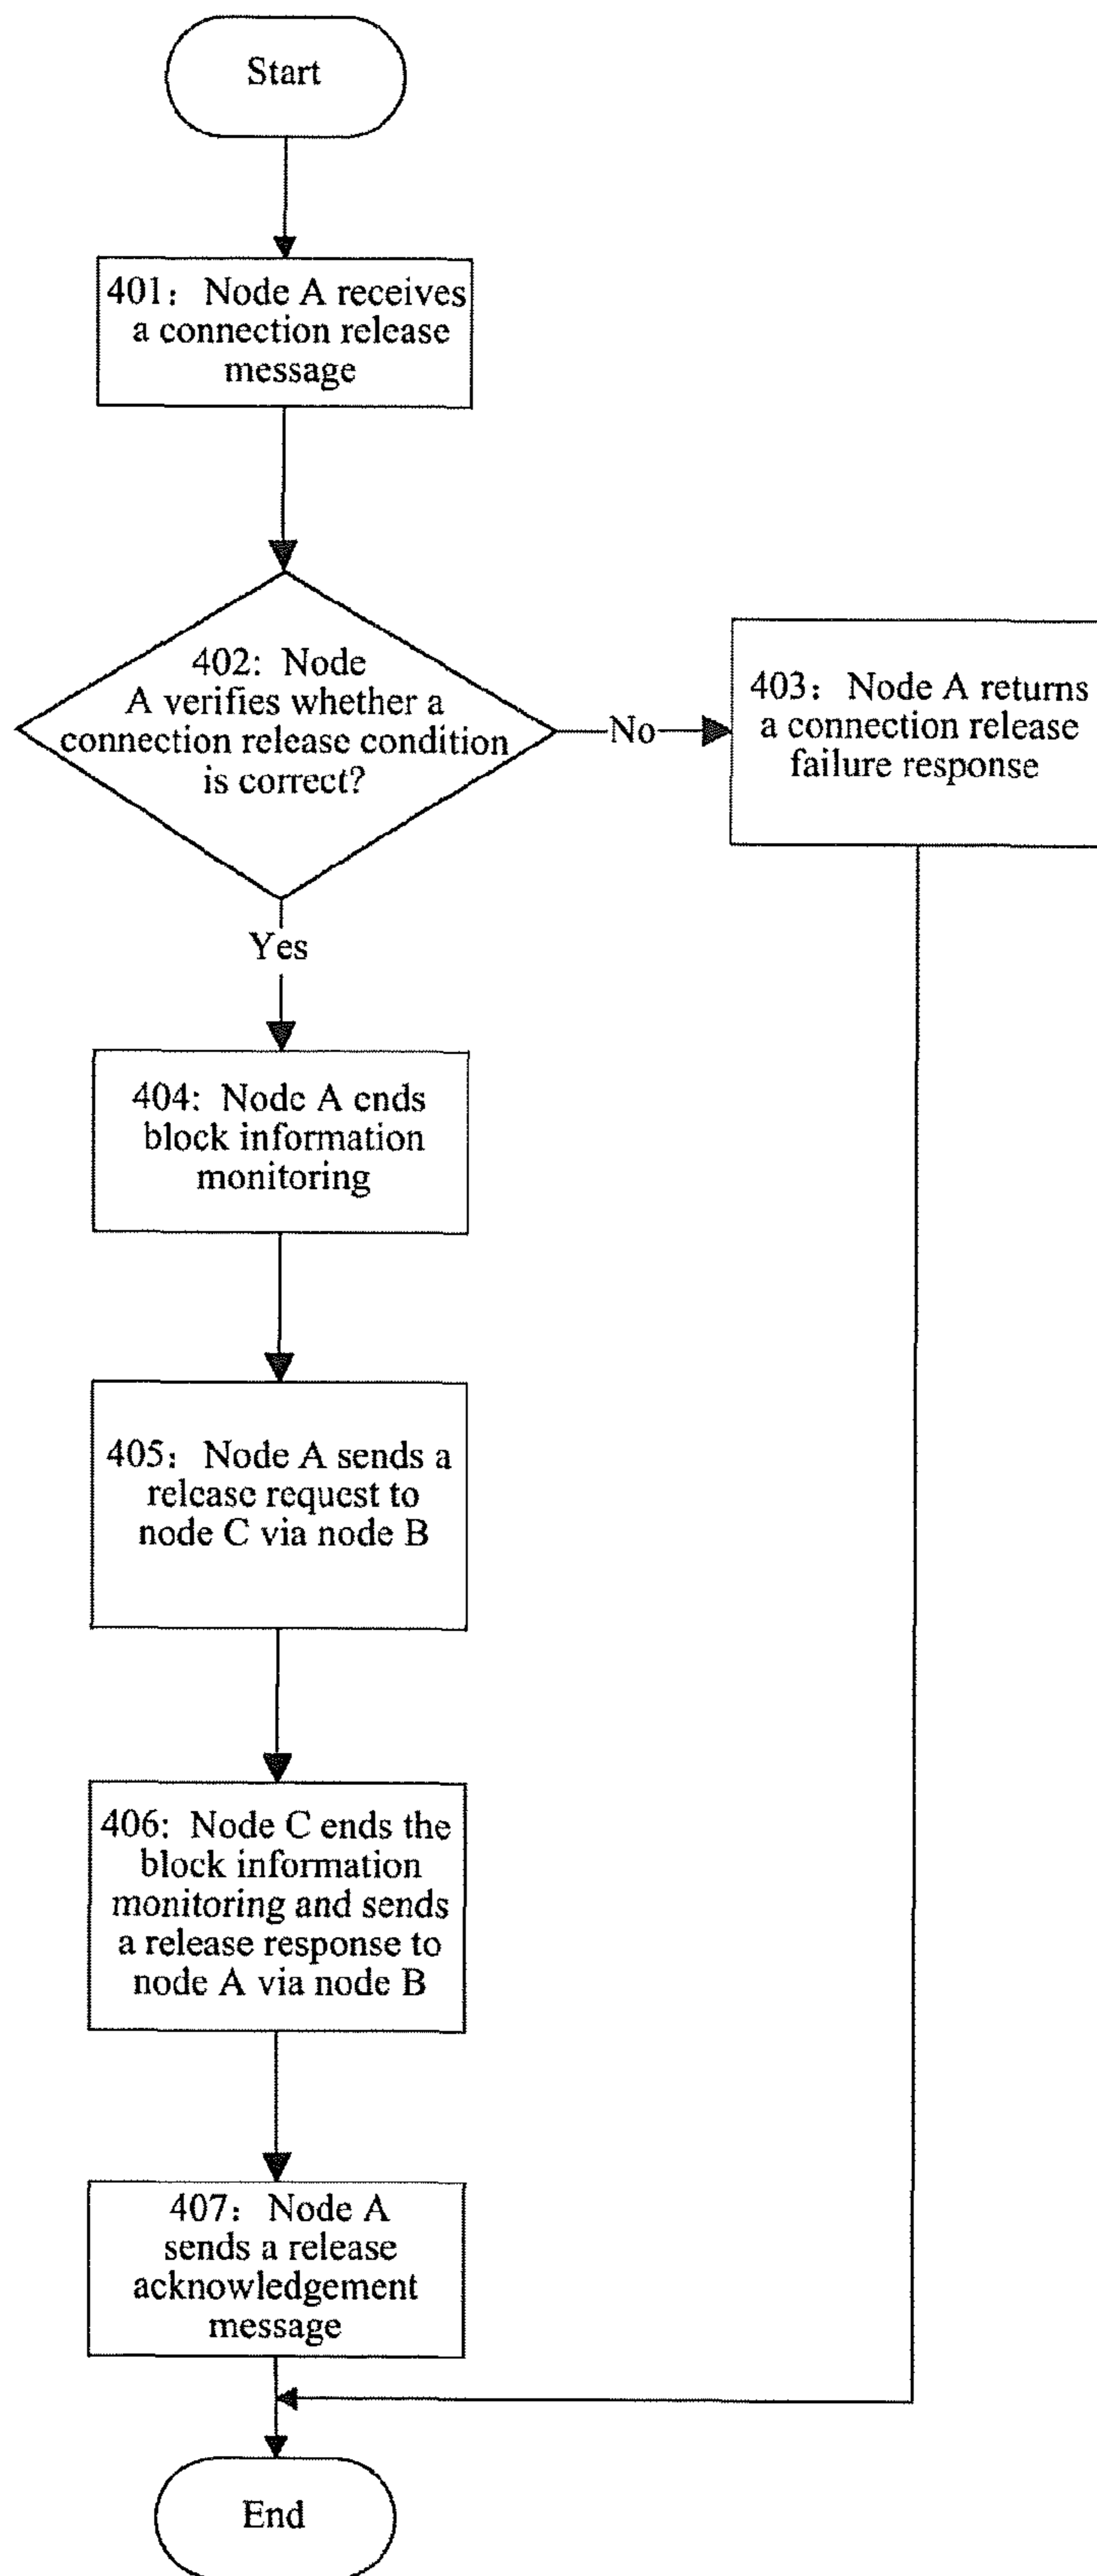 Start
401: Node A receives
a connection release
message
402: Node
A verifies whether a
connection release condition
is correct?
No
403: Node A returns
a connection release
failure response
Yes
404: Node A ends
block information
monitoring
405: Node A sends a
release request to
node C via node B
406: Node C ends the
block information
monitoring and sends
a release response to
node A via node B
407: Node A
sends a release
acknowledgement
message
End